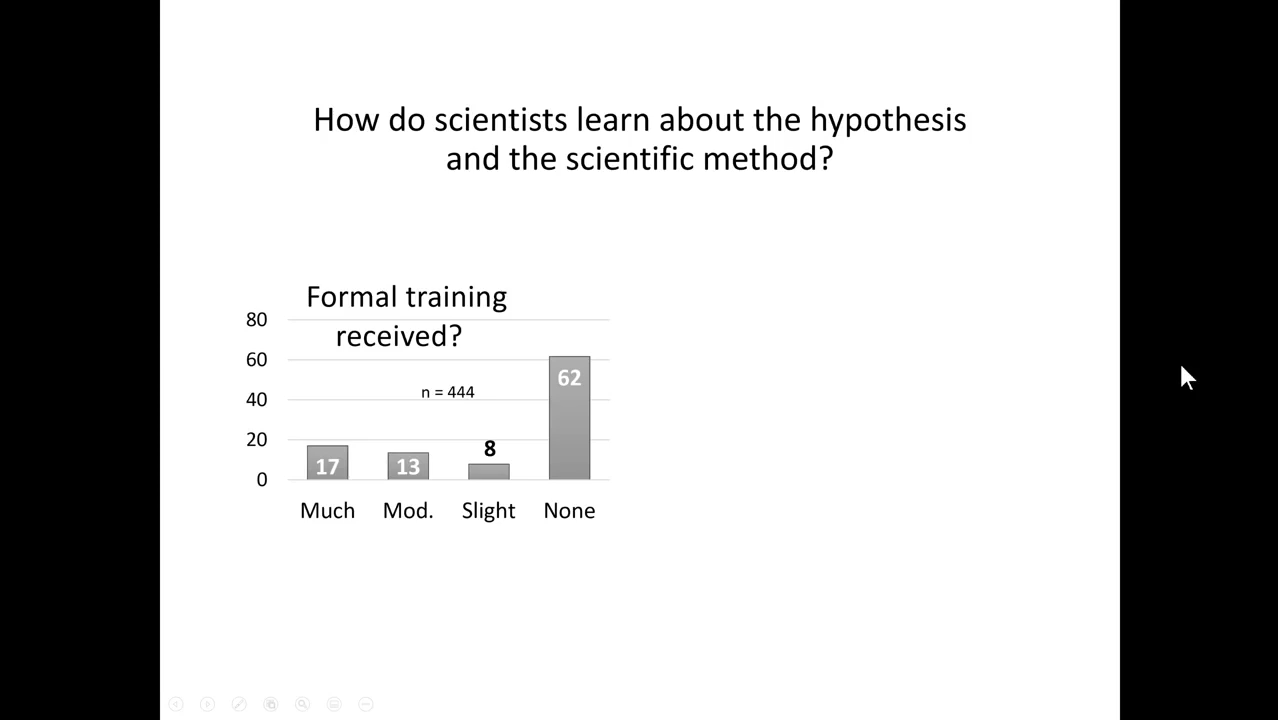 How do scientists learn about the hypothesis
and the scientific method?
Formal training
received?
n = 444
80
60
40
20
0
17
13
8
62
Much
Mod.
Slight
None